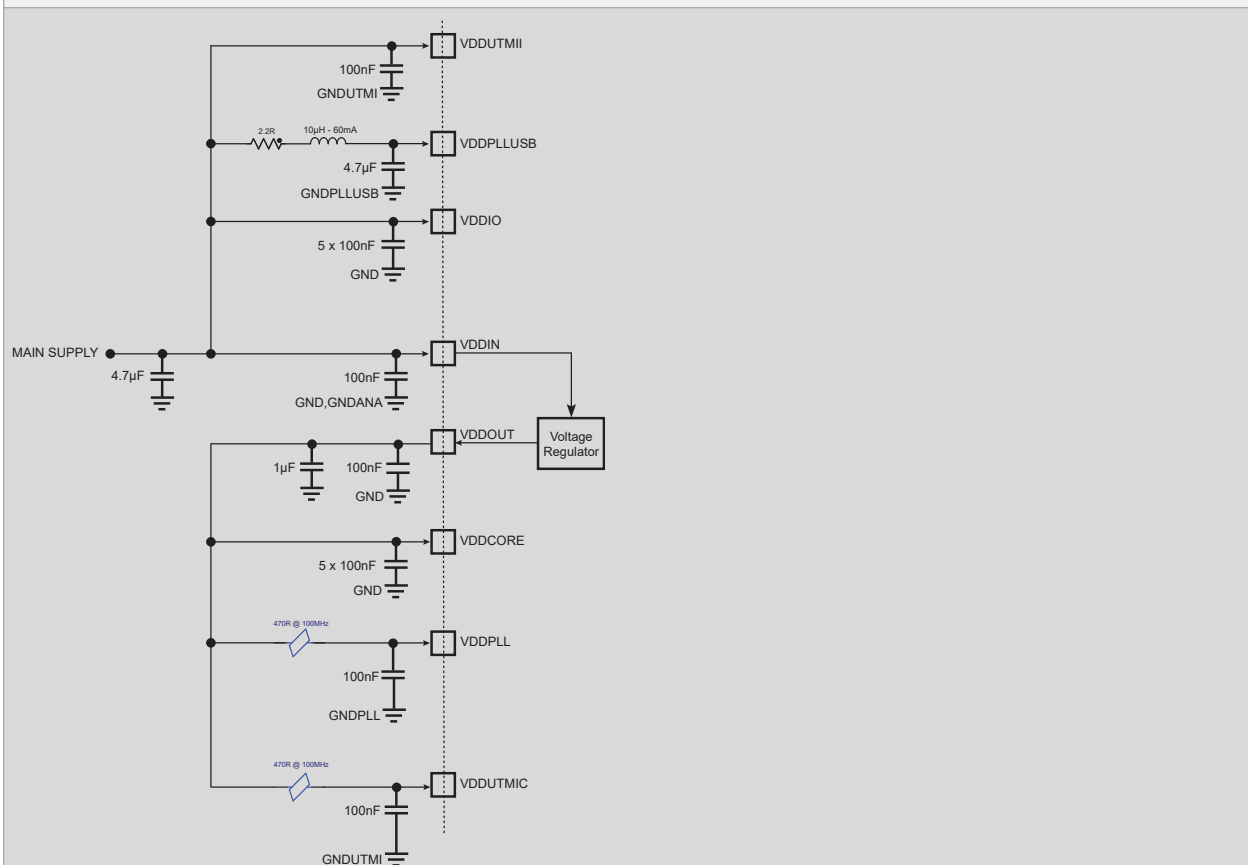 VDDUTMII
100nF
GNDUTMI
2.2R
10µH - 60mA
VDDPLLUSB
4.7µF
GNDPLLUSB
VDDIO
5 x 100nF
GND
MAIN SUPPLY
VDDIN
4.7µF
100nF
GND,GNDANA
VDDOUT
Voltage
Regulator
1µF
100nF
GND
VDDCORE
5 x 100nF
GND
470R @ 100MHz
VDDPLL
100nF
GNDPLL
470R @ 100MHz
VDDUTMIC
100nF
GNDUTMI